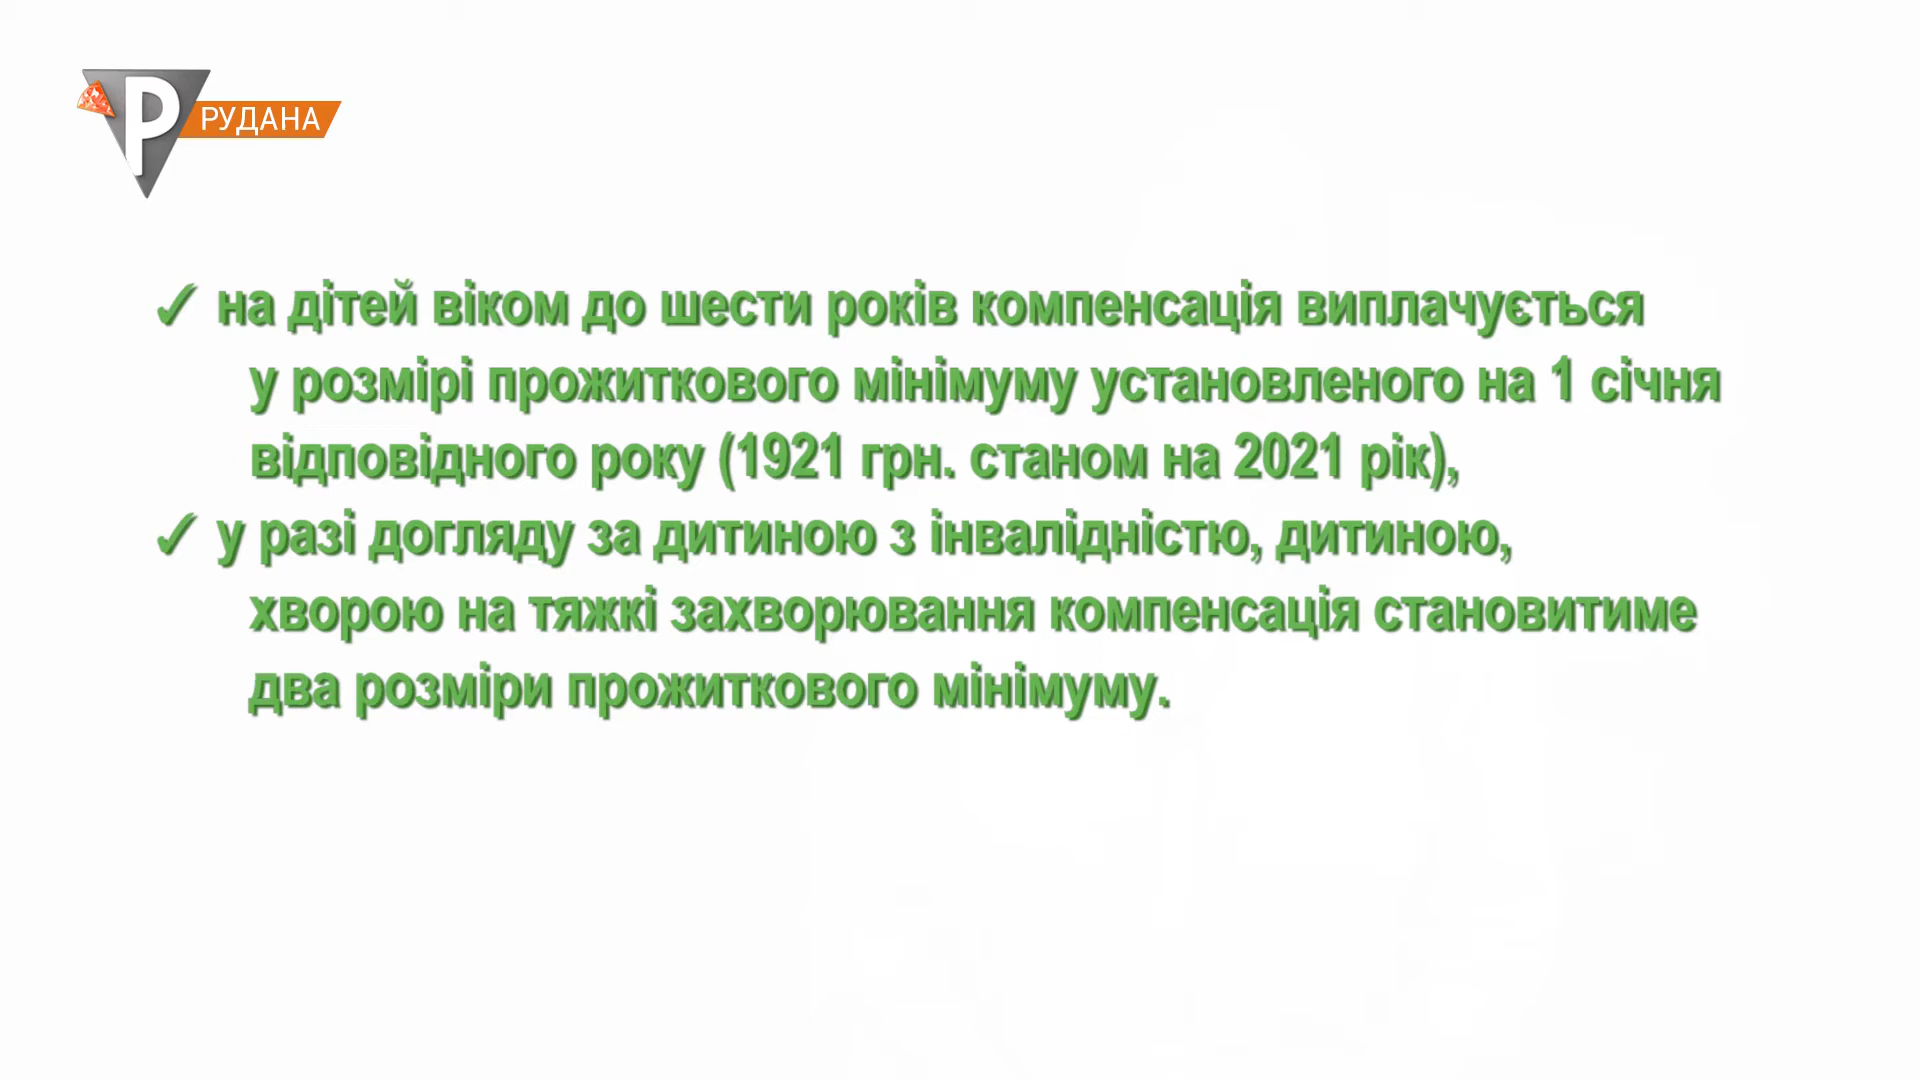 Р РУДАНА
✓ на дітей віком до шести років компенсація виплачується
у розмірі прожиткового мінімуму установленого на 1 січня
відповідного року (1921 грн. станом на 2021 рік),
✓ у разі догляду за дитиною з інвалідністю, дитиною,
хворою на тяжкі захворювання компенсація становитиме
два розміри прожиткового мінімуму.